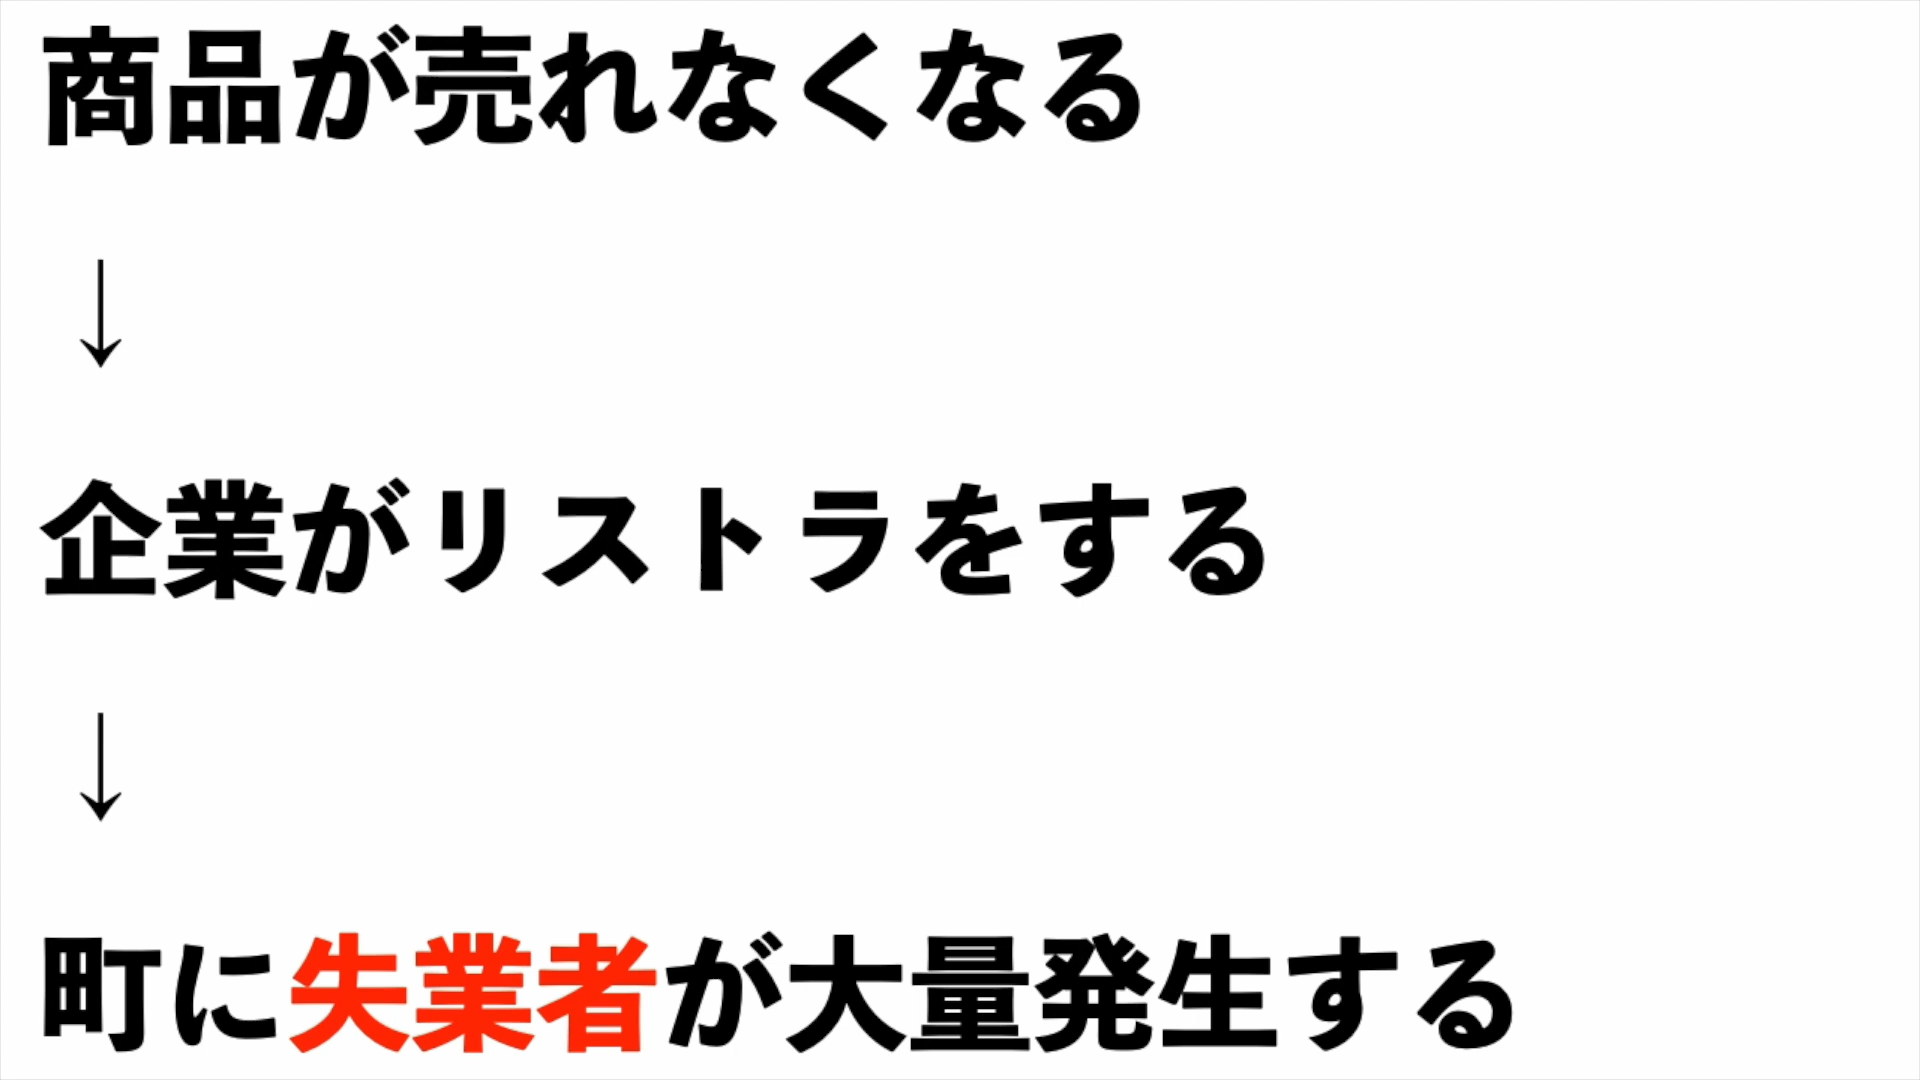 商品が売れなくなる
↓
企業がリストラをする
↓
町に失業者が大量発生する